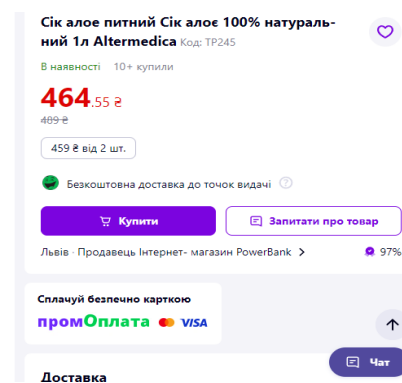 Сік алое питний Сік алоє 100% натураль-
ний 1л Altermedica Код: TP245
В наявності 10+ купили
464.55 ₴
489 ₴
459 ₴ від 2 шт.
Безкоштовна доставка до точок видачі ?
Купити
Запитати про товар
Львів · Продавець Інтернет- магазин PowerBank
97%
Сплачуй безпечно карткою
промОплата VISA
Чат
Доставка